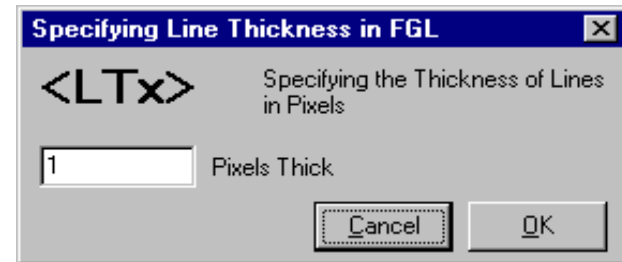 Specifying Line Thickness in FGL
<LTx>
Specifying the Thickness of Lines
in Pixels
1
Pixels Thick
Cancel
OK